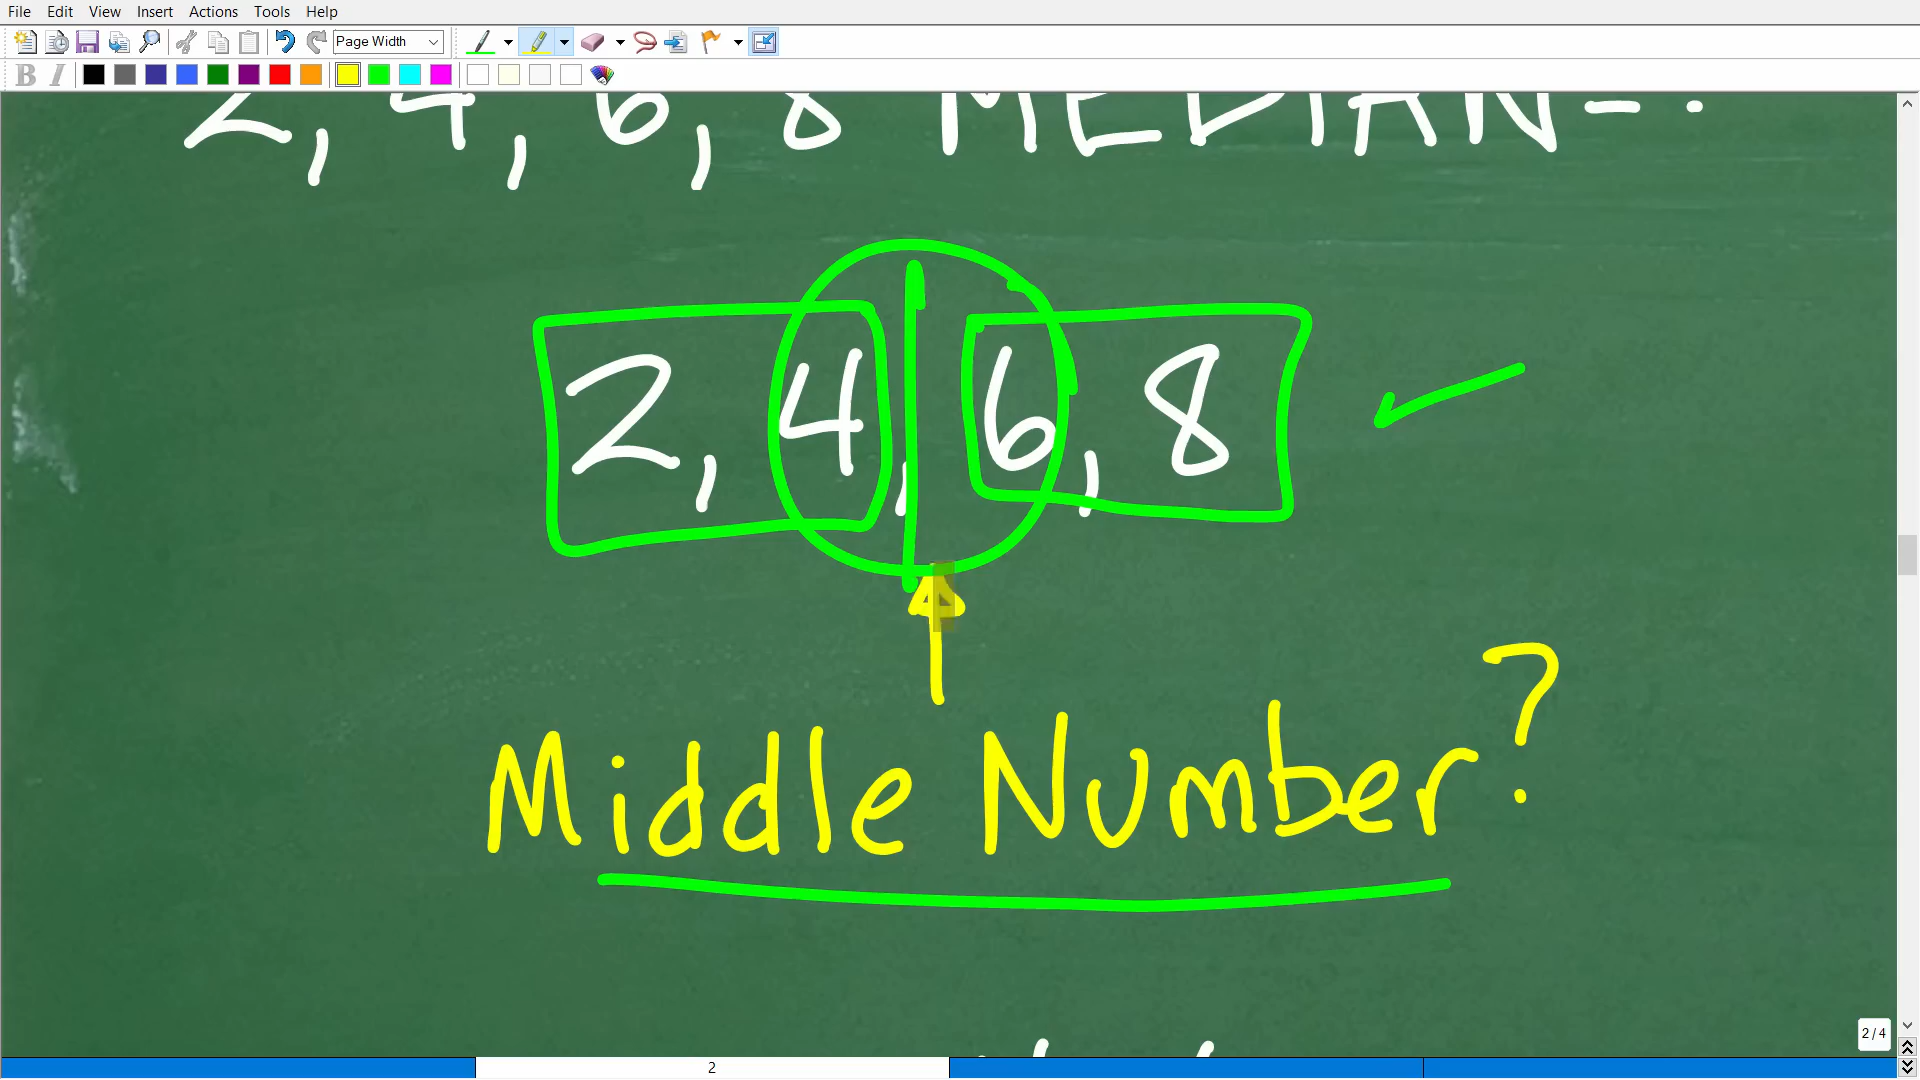 File Edit View Insert Actions Tools Help
Page Width
B I
2, 4, 6, 8 MEDIAN=?
2, 4, 6, 8
Middle Number?
2/4
2